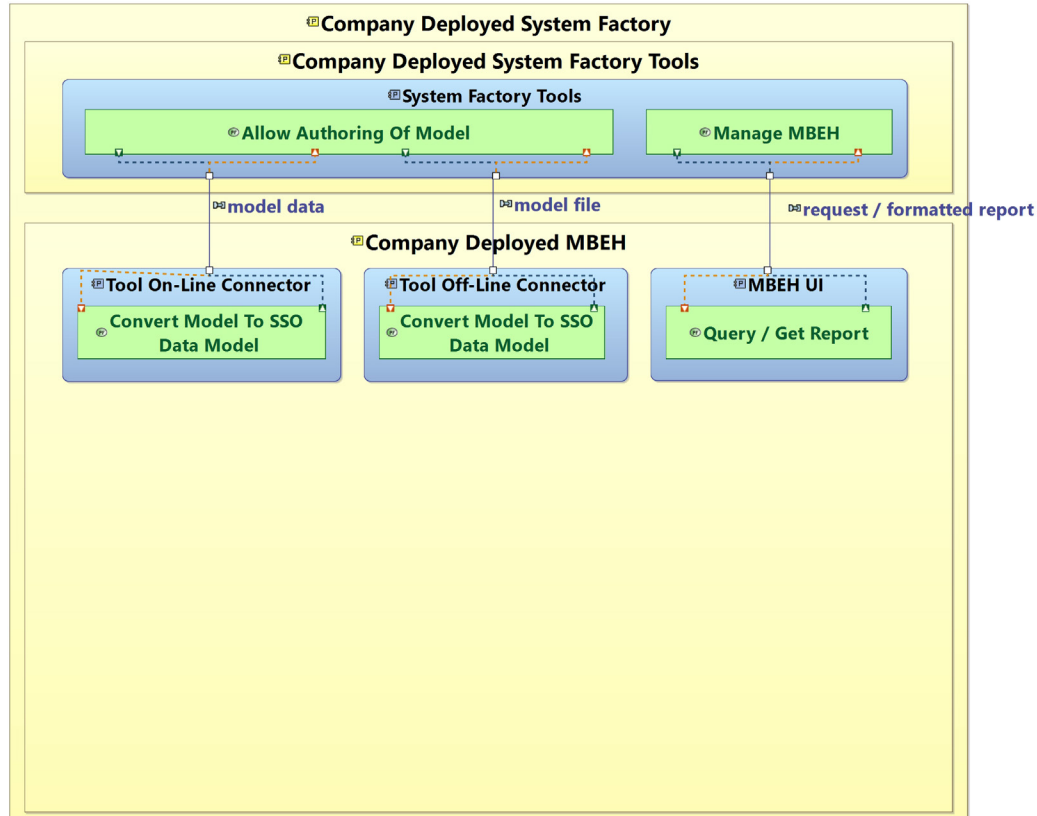 Company Deployed System Factory
Company Deployed System Factory Tools
System Factory Tools
Allow Authoring Of Model
Manage MBEH
model data
model file
request / formatted report
Company Deployed MBEH
Tool On-Line Connector
Convert Model To SSO
Data Model
Tool Off-Line Connector
Convert Model To SSO
Data Model
MBEH UI
Query / Get Report